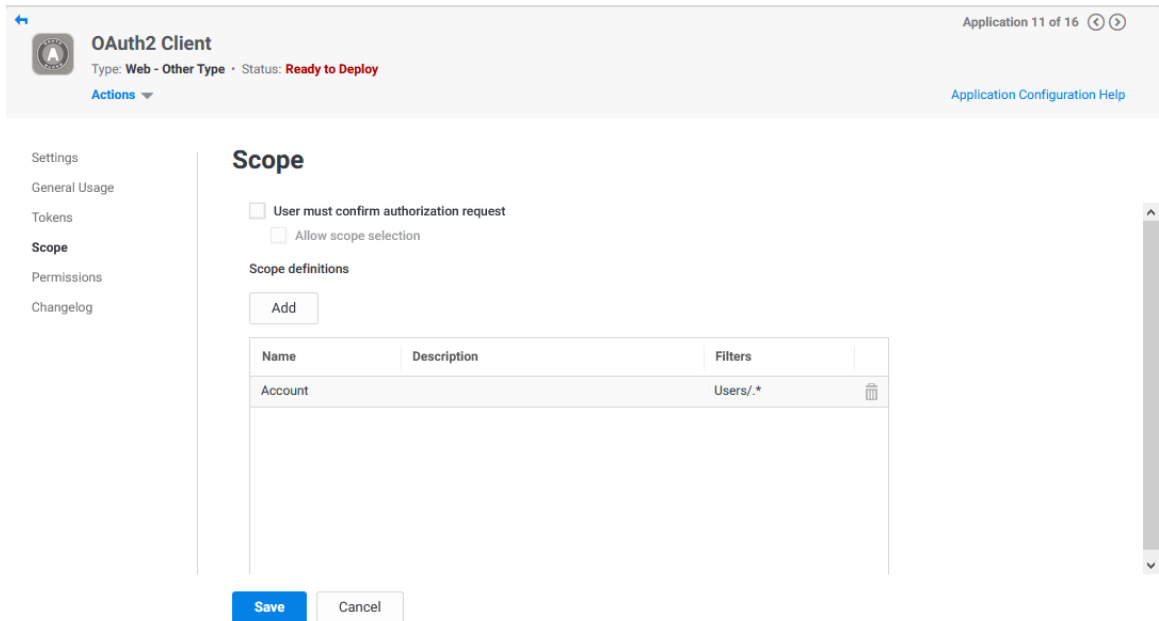 Application 11 of 16
OAuth2 Client
Type: Web - Other Type • Status: Ready to Deploy
Actions
Application Configuration Help
Settings
General Usage
Tokens
Scope
Permissions
Changelog
Scope
User must confirm authorization request
Allow scope selection
Scope definitions
Add
Name Description Filters
Account Users/.*
Save Cancel